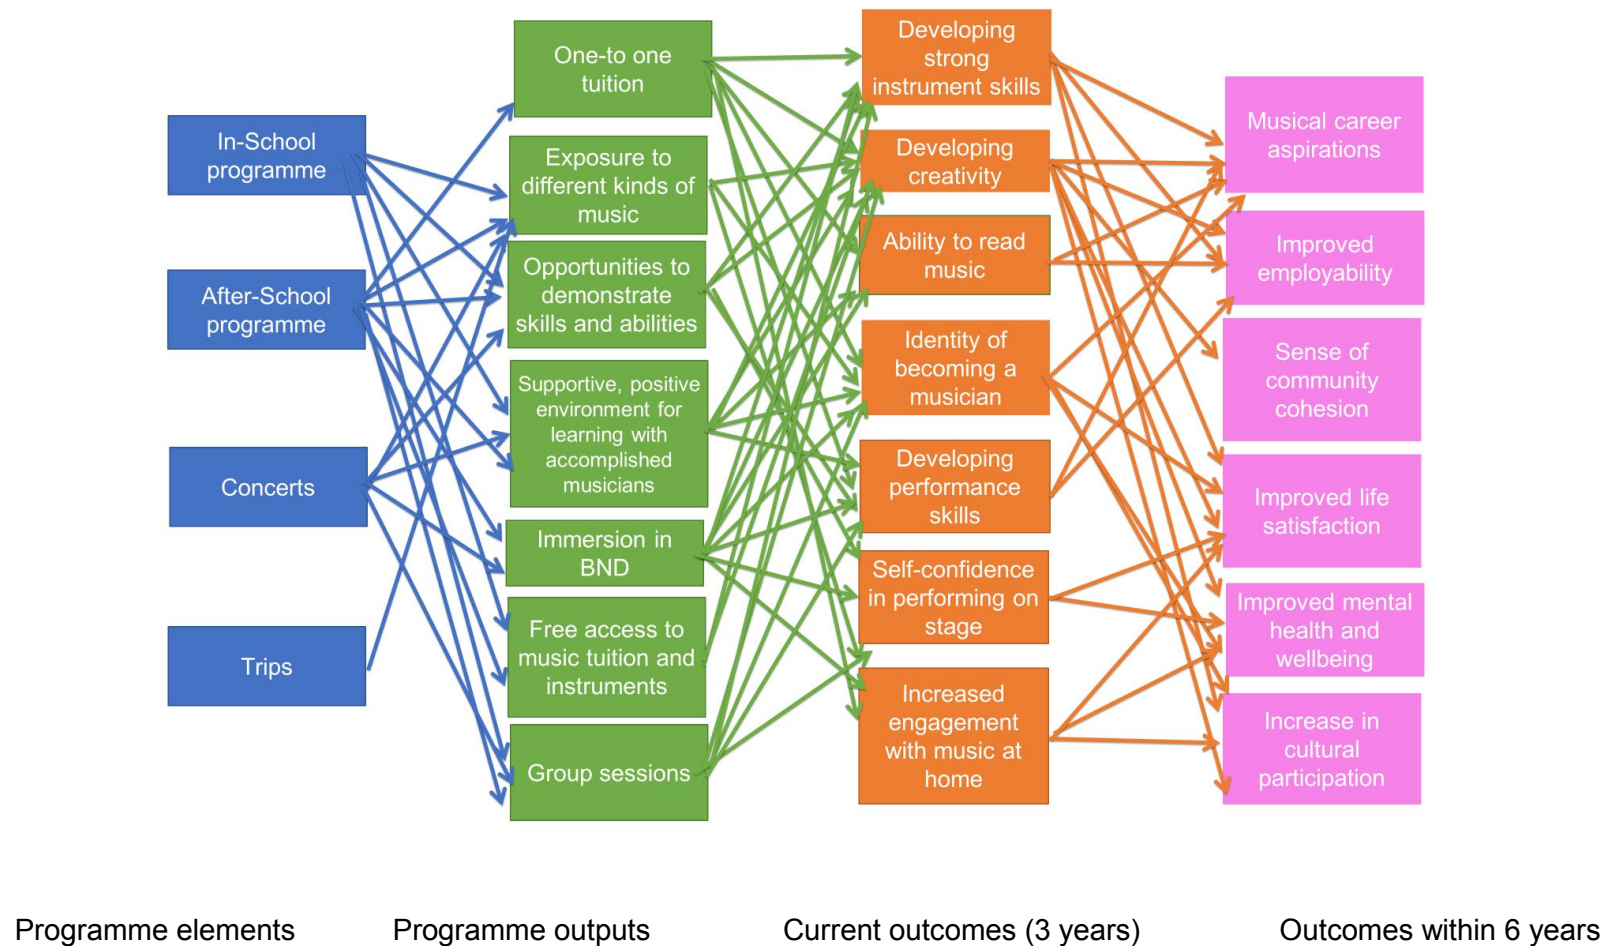 In-School
programme
After-School
programme
Concerts
Trips
One-to one
tuition
Exposure to
different kinds of
music
Opportunities to
demonstrate
skills and abilities
Supportive, positive
environment for
learning with
accomplished
musicians
Immersion in
BND
Free access to
music tuition and
instruments
Group sessions
Developing
strong
instrument skills
Developing
creativity
Ability to read
music
Identity of
becoming a
musician
Developing
performance
skills
Self-confidence
in performing on
stage
Increased
engagement
with music at
home
Musical career
aspirations
Improved
employability
Sense of
community
cohesion
Improved life
satisfaction
Improved mental
health and
wellbeing
Increase in
cultural
participation
Programme elements
Programme outputs
Current outcomes (3 years)
Outcomes within 6 years